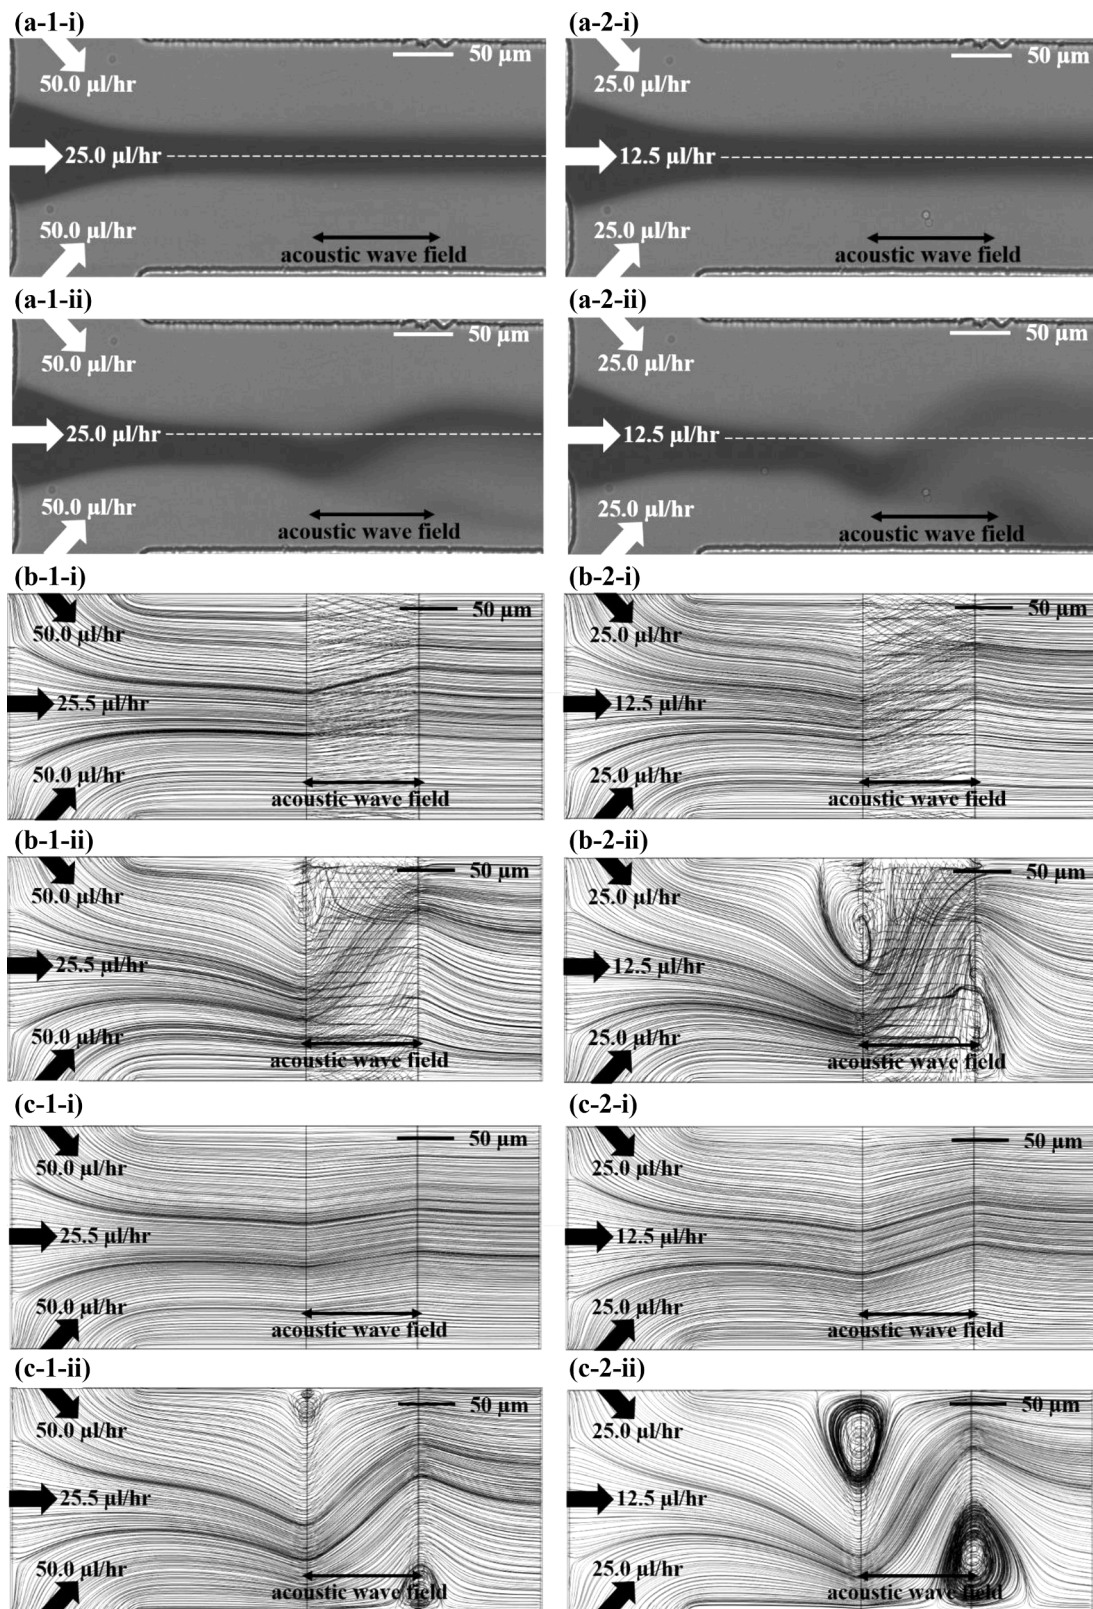 (a-1-i)
50 µm
50.0 µl/hr
25.0 µl/hr
50.0 µl/hr
acoustic wave field
(a-2-i)
50 µm
25.0 µl/hr
12.5 µl/hr
25.0 µl/hr
acoustic wave field
(a-1-ii)
50 µm
50.0 µl/hr
25.0 µl/hr
50.0 µl/hr
acoustic wave field
(a-2-ii)
50 µm
25.0 µl/hr
12.5 µl/hr
25.0 µl/hr
acoustic wave field
(b-1-i)
50 µm
50.0 µl/hr
25.5 µl/hr
50.0 µl/hr
acoustic wave field
(b-2-i)
50 µm
25.0 µl/hr
12.5 µl/hr
25.0 µl/hr
acoustic wave field
(b-1-ii)
50 µm
50.0 µl/hr
25.5 µl/hr
50.0 µl/hr
acoustic wave field
(b-2-ii)
50 µm
25.0 µl/hr
12.5 µl/hr
25.0 µl/hr
acoustic wave field
(c-1-i)
50 µm
50.0 µl/hr
25.5 µl/hr
50.0 µl/hr
acoustic wave field
(c-2-i)
50 µm
25.0 µl/hr
12.5 µl/hr
25.0 µl/hr
acoustic wave field
(c-1-ii)
50 µm
50.0 µl/hr
25.5 µl/hr
50.0 µl/hr
acoustic wave field
(c-2-ii)
50 µm
25.0 µl/hr
12.5 µl/hr
25.0 µl/hr
acoustic wave field